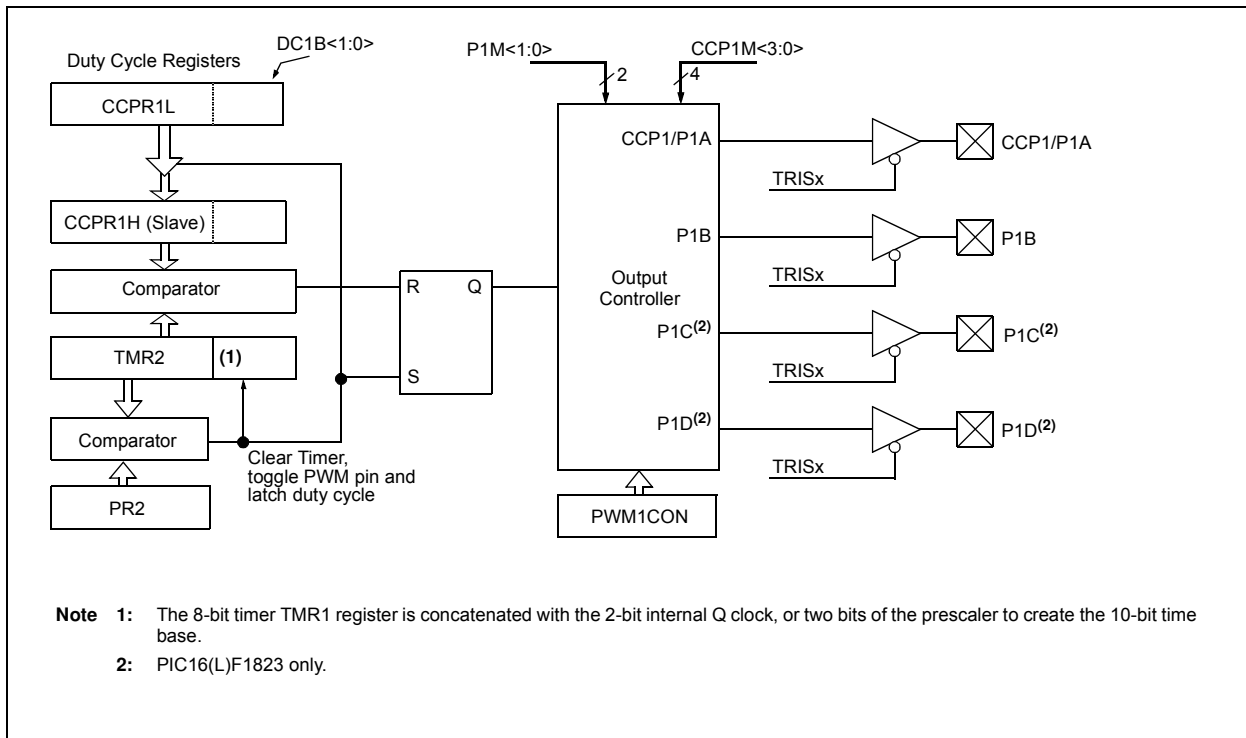 DC1B<1:0>
Duty Cycle Registers
CCPR1L
CCPR1H (Slave)
Comparator
TMR2
(1)
Comparator
PR2
Clear Timer,
toggle PWM pin and
latch duty cycle
R
Q
S
P1M<1:0>
2
CCP1M<3:0>
4
CCP1/P1A
P1B
Output
Controller
P1C(2)
P1D(2)
PWM1CON
TRISx
CCP1/P1A
TRISx
P1B
TRISx
P1C(2)
TRISx
P1D(2)
Note 1: The 8-bit timer TMR1 register is concatenated with the 2-bit internal Q clock, or two bits of the prescaler to create the 10-bit time
base.
2: PIC16(L)F1823 only.